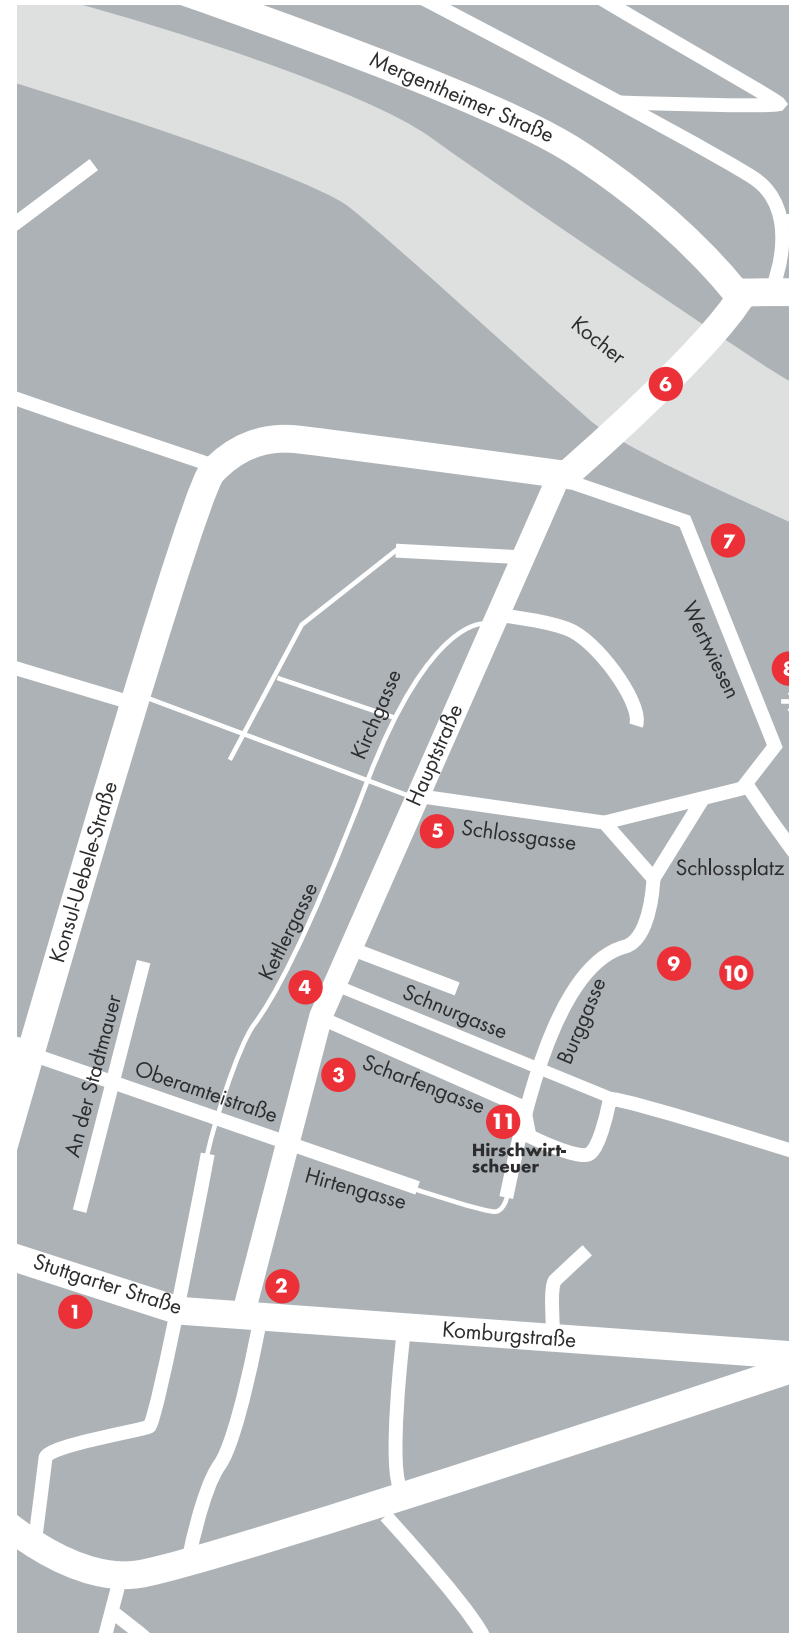 Mergentheimer Straße
Kocher
6
7
Wertwiesen
8
Kirchgasse
Hauptstraße
5
Schlossgasse
Konsul-Uebele-Straße
Schlossplatz
Kettlergasse
9
10
4
Schnurgasse
Burggasse
An der Stadtmauer
Oberamteistraße
3
Scharfengasse
11
Hirschwirt-
scheuer
Hirtengasse
Stuttgarter Straße
1
2
Komburgstraße